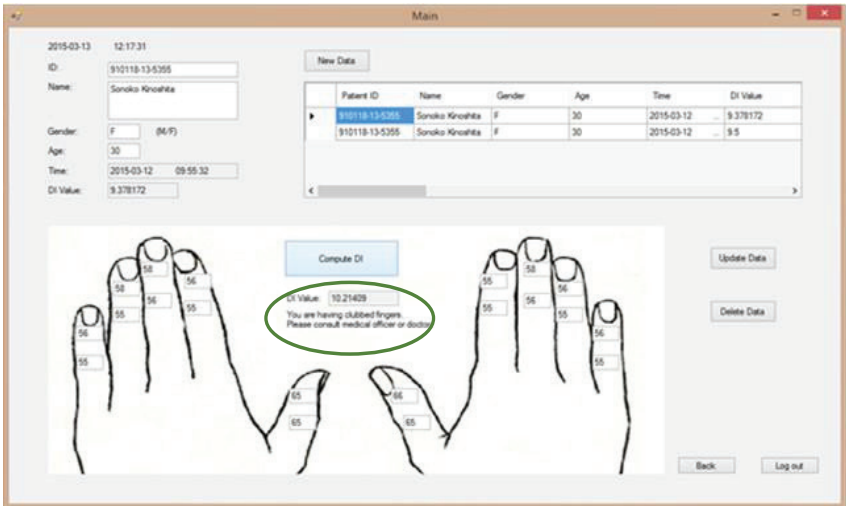 Main
2015-03-13 12:17:31
ID: 910118-13-5355
Name: Sonoko Kinoshita
Gender: F (M/F)
Age: 30
Time: 2015-03-12 09:55:32
DI Value: 9.378172
New Data
Patient ID Name Gender Age Time DI Value
910118-13-5355 Sonoko Kinoshita F 30 2015-03-12 ... 9.378172
910118-13-5355 Sonoko Kinoshita F 30 2015-03-12 ... 9.5
Compute DI
DI Value: 10.21409
You are having clubbed fingers.
Please consult medical officer or doctor
58 56 55 58
58 56
56 55 55 56 55
56 55 56
55 55
65 66
65 65
Update Data
Delete Data
Back
Log out